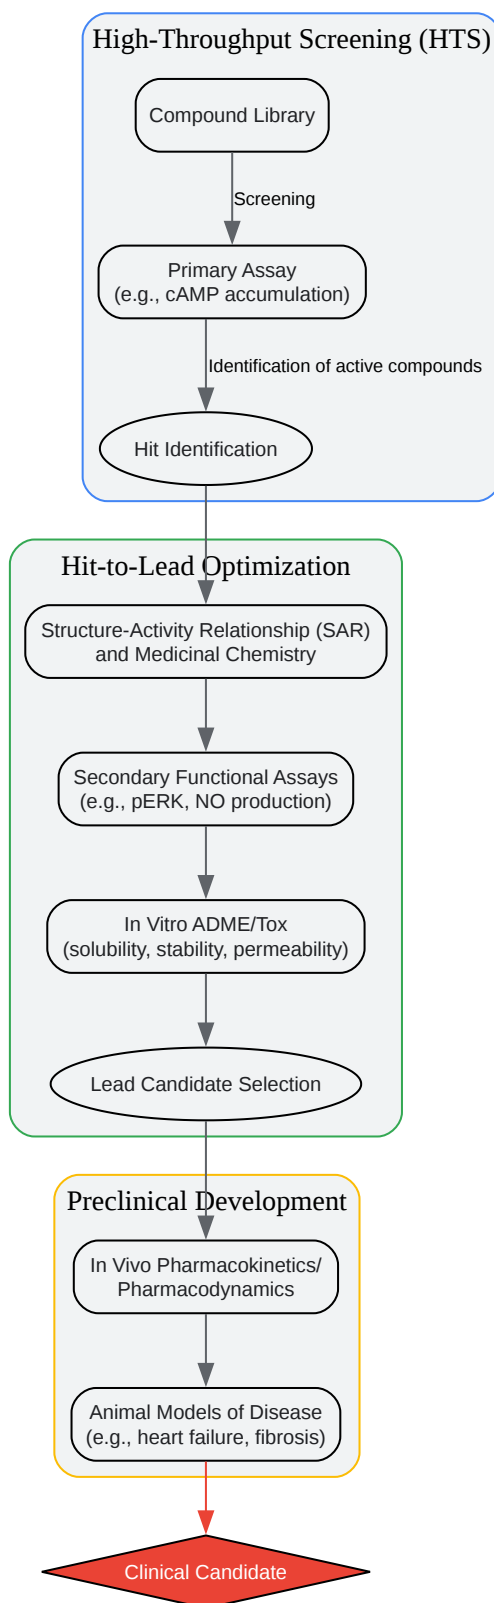 High-Throughput Screening (HTS)
Compound Library
Screening
Primary Assay
(e.g., cAMP accumulation)
Identification of active compounds
Hit Identification
Hit-to-Lead Optimization
Structure-Activity Relationship (SAR)
and Medicinal Chemistry
Secondary Functional Assays
(e.g., pERK, NO production)
In Vitro ADME/Tox
(solubility, stability, permeability)
Lead Candidate Selection
Preclinical Development
In Vivo Pharmacokinetics/
Pharmacodynamics
Animal Models of Disease
(e.g., heart failure, fibrosis)
Clinical Candidate